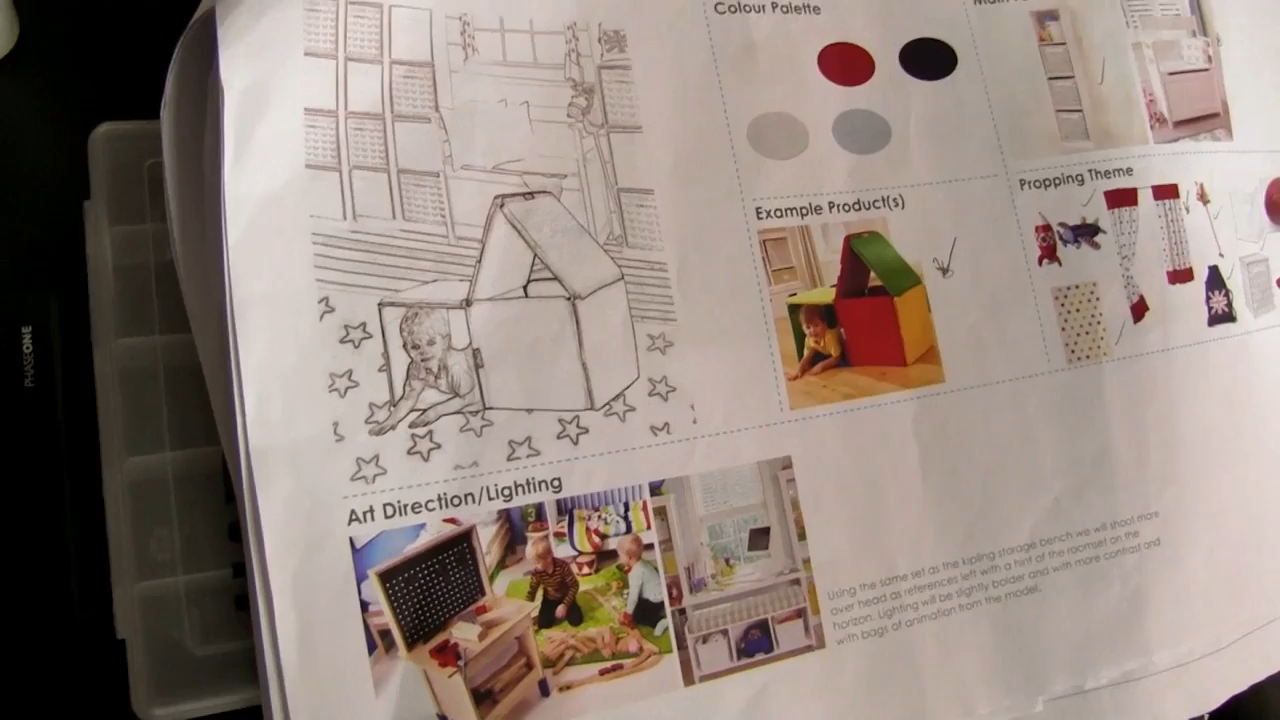 Colour Palette
Example Product(s)
Propping Theme
Art Direction/Lighting
Using the same set as the kipling storage bench we will shoot more
over head as references left with a hint of the roomset on the
horizon. Lighting will be slightly bolder and with more contrast and
with bags of animation from the model.
PHASEONE